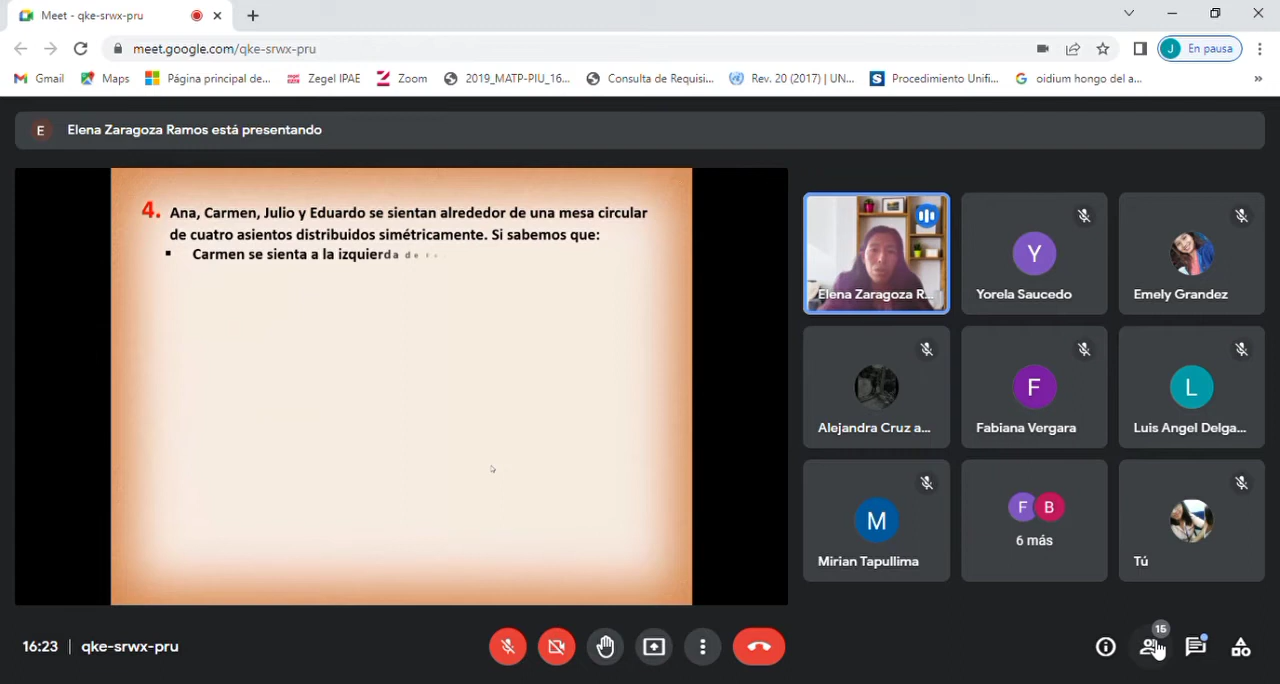 Meet - qke-srwx-pru
meet.google.com/qke-srwx-pru
J En pausa
Gmail Maps Página principal de... Zegel IPAE Zoom 2019_MATP-PIU_16... Consulta de Requisi... Rev. 20 (2017) | UN... Procedimiento Unifi... oidium hongo del a... »
E Elena Zaragoza Ramos está presentando
4. Ana, Carmen, Julio y Eduardo se sientan alrededor de una mesa circular
de cuatro asientos distribuidos simétricamente. Si sabemos que:
▪ Carmen se sienta a la izquierda de
Elena Zaragoza R...
Y
Yorela Saucedo
Emely Grandez
Alejandra Cruz a...
F
Fabiana Vergara
L
Luis Angel Delga...
M
Mirian Tapullima
F B
6 más
Tú
16:23 | qke-srwx-pru
15